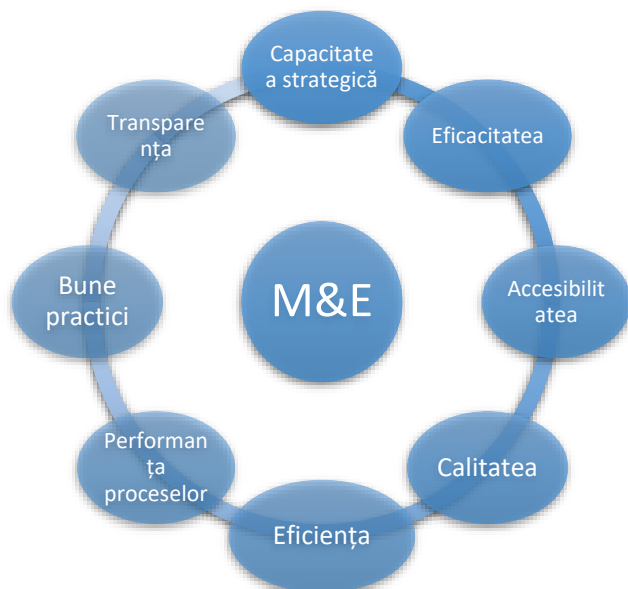 Capacitate
a strategică
Eficacitatea
Accesibilit
atea
Calitatea
Eficiența
Performan
ța
proceselor
Bune
practici
Transpare
nța
M&E